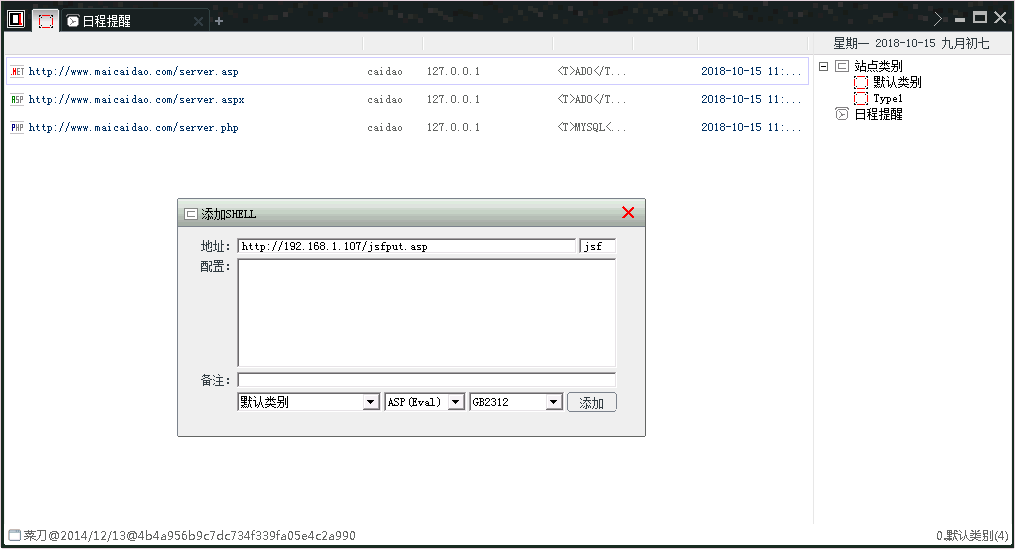 日程提醒
星期一 2018-10-15 九月初七
.NET http://www.maicaidao.com/server.asp caidao 127.0.0.1 <T>ADO</T... 2018-10-15 11:...
ASP http://www.maicaidao.com/server.aspx caidao 127.0.0.1 <T>ADO</T... 2018-10-15 11:...
PHP http://www.maicaidao.com/server.php caidao 127.0.0.1 <T>MYSQL<... 2018-10-15 11:...
站点类别
默认类别
Type1
日程提醒
添加SHELL
地址: http://192.168.1.107/jsfput.asp jsf
配置:
备注:
默认类别 ASP(Eval) GB2312 添加
菜刀@2014/12/13@4b4a956b9c7dc734f339fa05e4c2a990
0.默认类别(4)